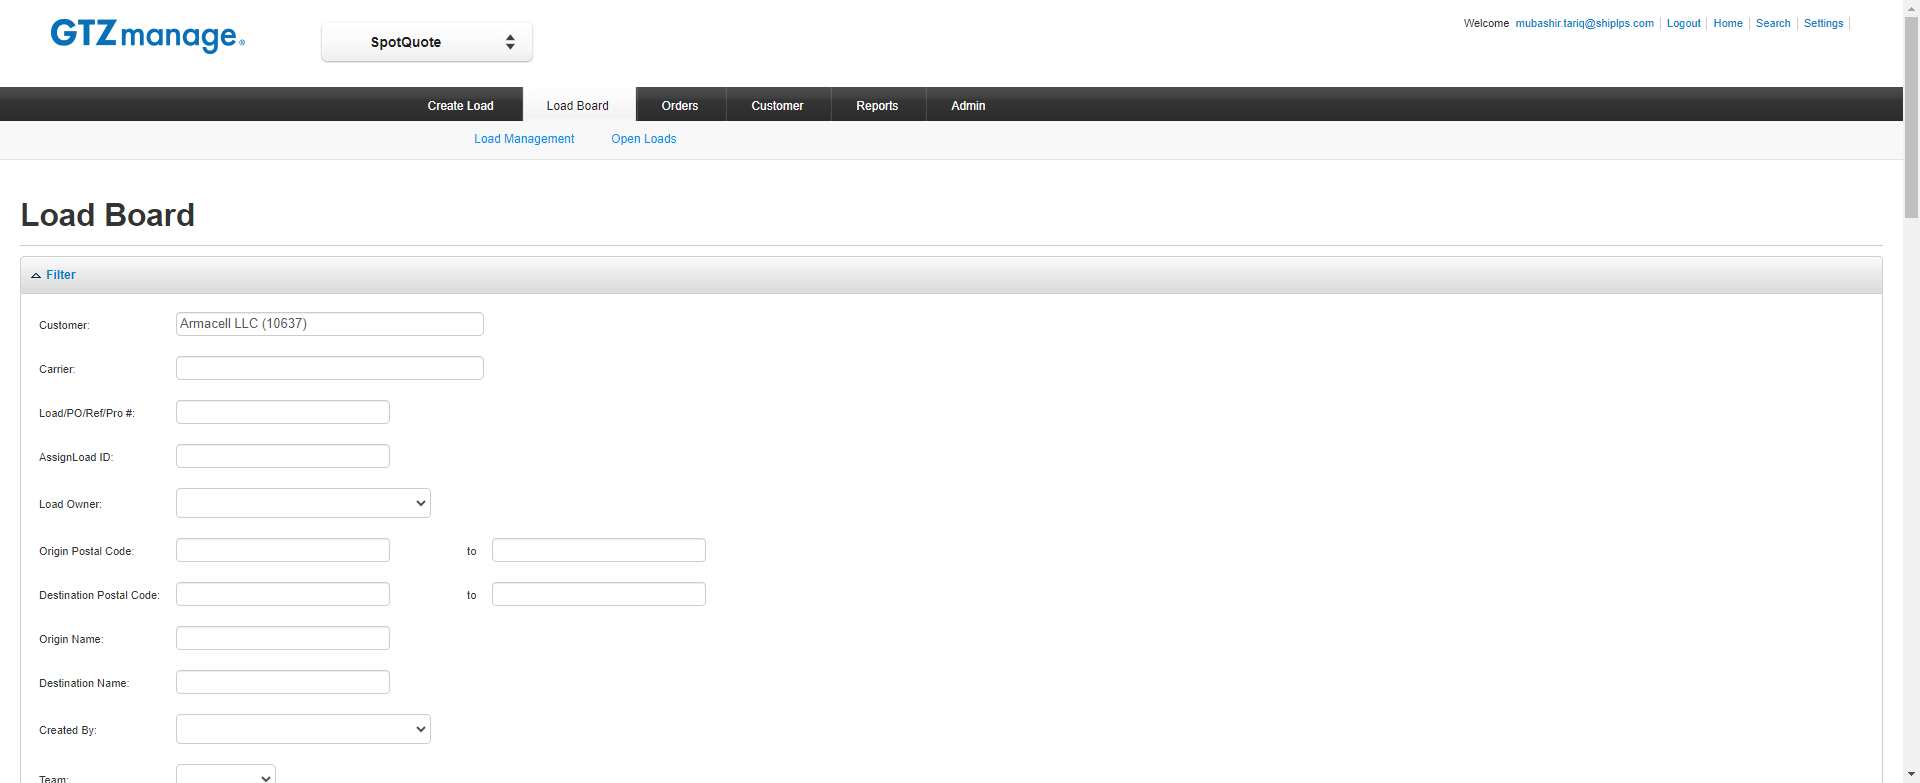 GTZmanage®
SpotQuote
Welcome mubashir.tariq@shiplps.com Logout Home Search Settings
Create Load Load Board Orders Customer Reports Admin
Load Management Open Loads
Load Board
Filter
Customer: Armacell LLC (10637)
Carrier:
Load/PO/Ref/Pro #:
AssignLoad ID:
Load Owner:
Origin Postal Code: to
Destination Postal Code: to
Origin Name:
Destination Name:
Created By:
Team: